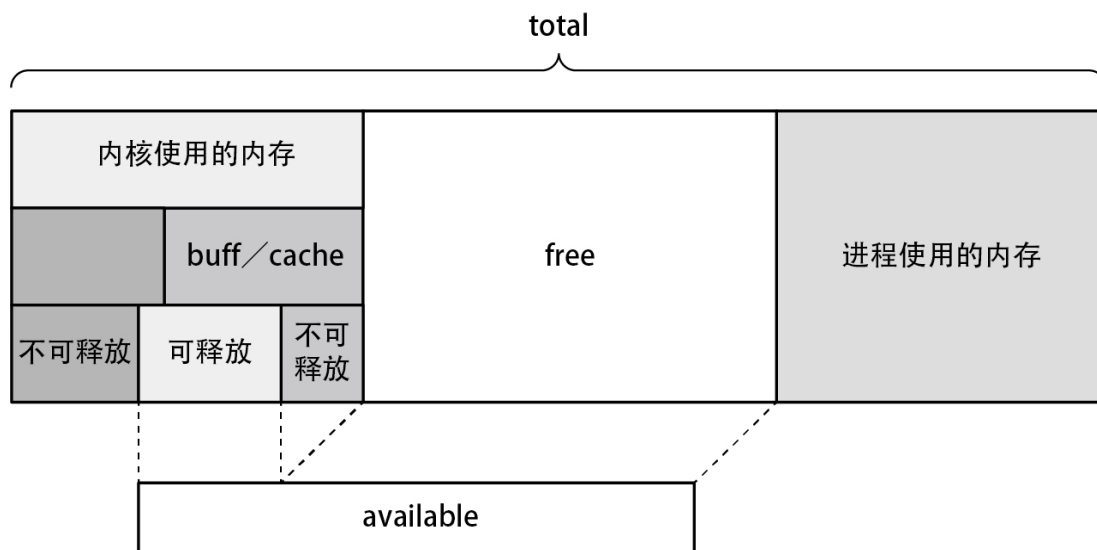 total
内核使用的内存
buff／cache
free
进程使用的内存
不可释放
可释放
不可
释放
available